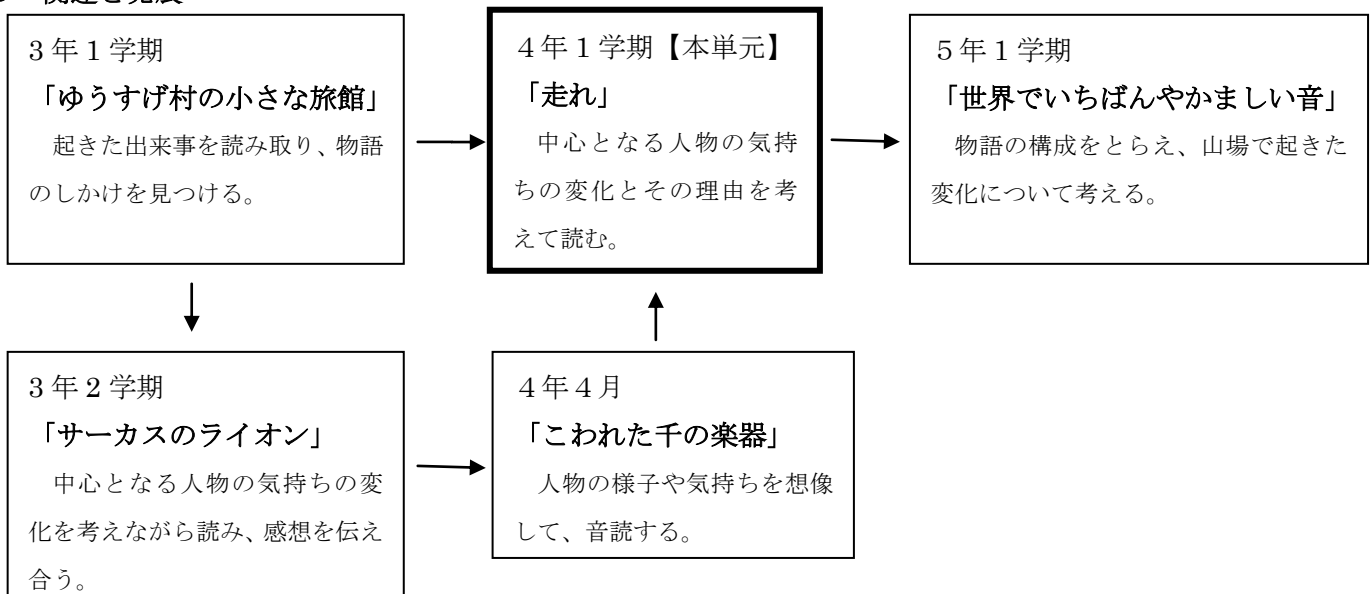 3年1学期
「ゆうすげ村の小さな旅館」
起きた出来事を読み取り、物語
のしかけを見つける。
4年1学期【本単元】
「走れ」
中心となる人物の気持
ちの変化とその理由を考
えて読む。
5年1学期
「世界でいちばんやかましい音」
物語の構成をとらえ、山場で起きた
変化について考える。
3年2学期
「サーカスのライオン」
中心となる人物の気持ちの変
化を考えながら読み、感想を伝え
合う。
4年4月
「こわれた千の楽器」
人物の様子や気持ちを想像
して、音読する。